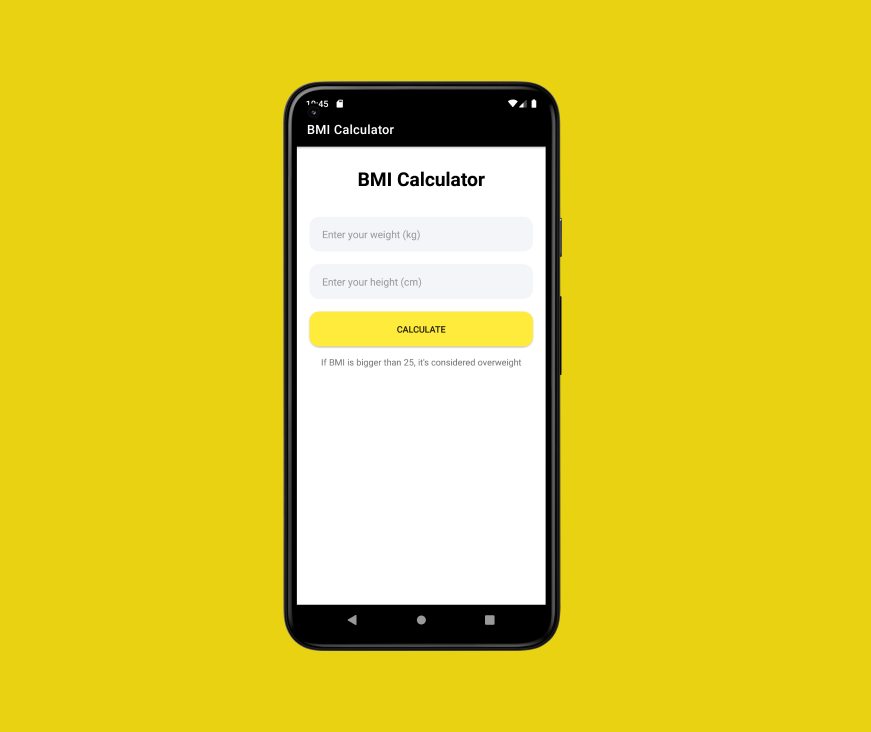 10:45
BMI Calculator
BMI Calculator
Enter your weight (kg)
Enter your height (cm)
CALCULATE
If BMI is bigger than 25, it's considered overweight